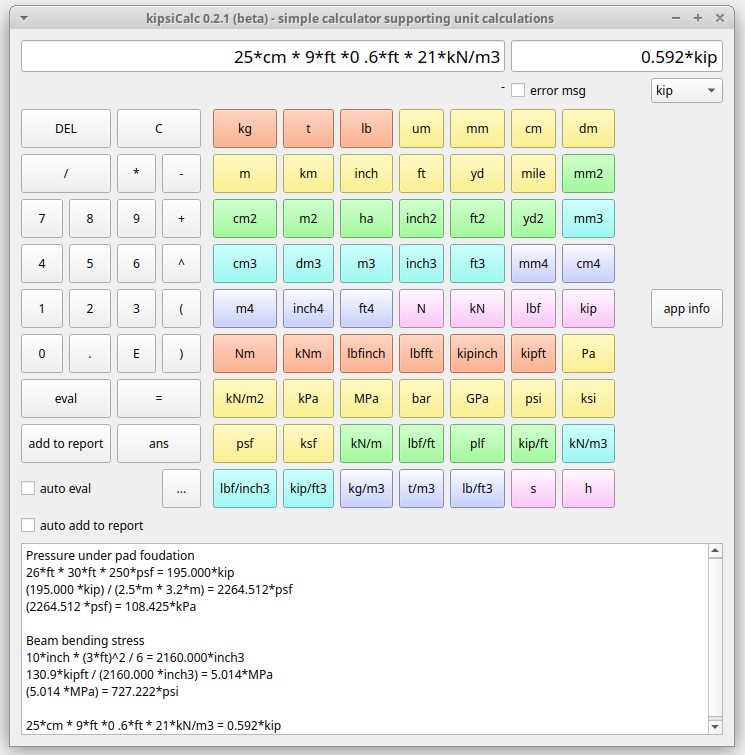 kipsiCalc 0.2.1 (beta) - simple calculator supporting unit calculations
25*cm * 9*ft *0 .6*ft * 21*kN/m3 0.592*kip
- error msg kip
DEL C kg t lb um mm cm dm
/ * - m km inch ft yd mile mm2
7 8 9 + cm2 m2 ha inch2 ft2 yd2 mm3
4 5 6 ^ cm3 dm3 m3 inch3 ft3 mm4 cm4
1 2 3 ( m4 inch4 ft4 N kN lbf kip app info
0 . E ) Nm kNm lbfinch lbfft kipinch kipft Pa
eval = kN/m2 kPa MPa bar GPa psi ksi
add to report ans psf ksf kN/m lbf/ft plf kip/ft kN/m3
auto eval ... lbf/inch3 kip/ft3 kg/m3 t/m3 lb/ft3 s h
auto add to report
Pressure under pad foudation
26*ft * 30*ft * 250*psf = 195.000*kip
(195.000 *kip) / (2.5*m * 3.2*m) = 2264.512*psf
(2264.512 *psf) = 108.425*kPa
Beam bending stress
10*inch * (3*ft)^2 / 6 = 2160.000*inch3
130.9*kipft / (2160.000 *inch3) = 5.014*MPa
(5.014 *MPa) = 727.222*psi
25*cm * 9*ft *0 .6*ft * 21*kN/m3 = 0.592*kip